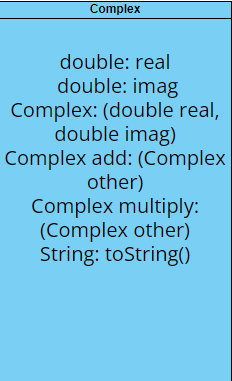 Complex
double: real
double: imag
Complex: (double real,
double imag)
Complex add: (Complex
other)
Complex multiply:
(Complex other)
String: toString()